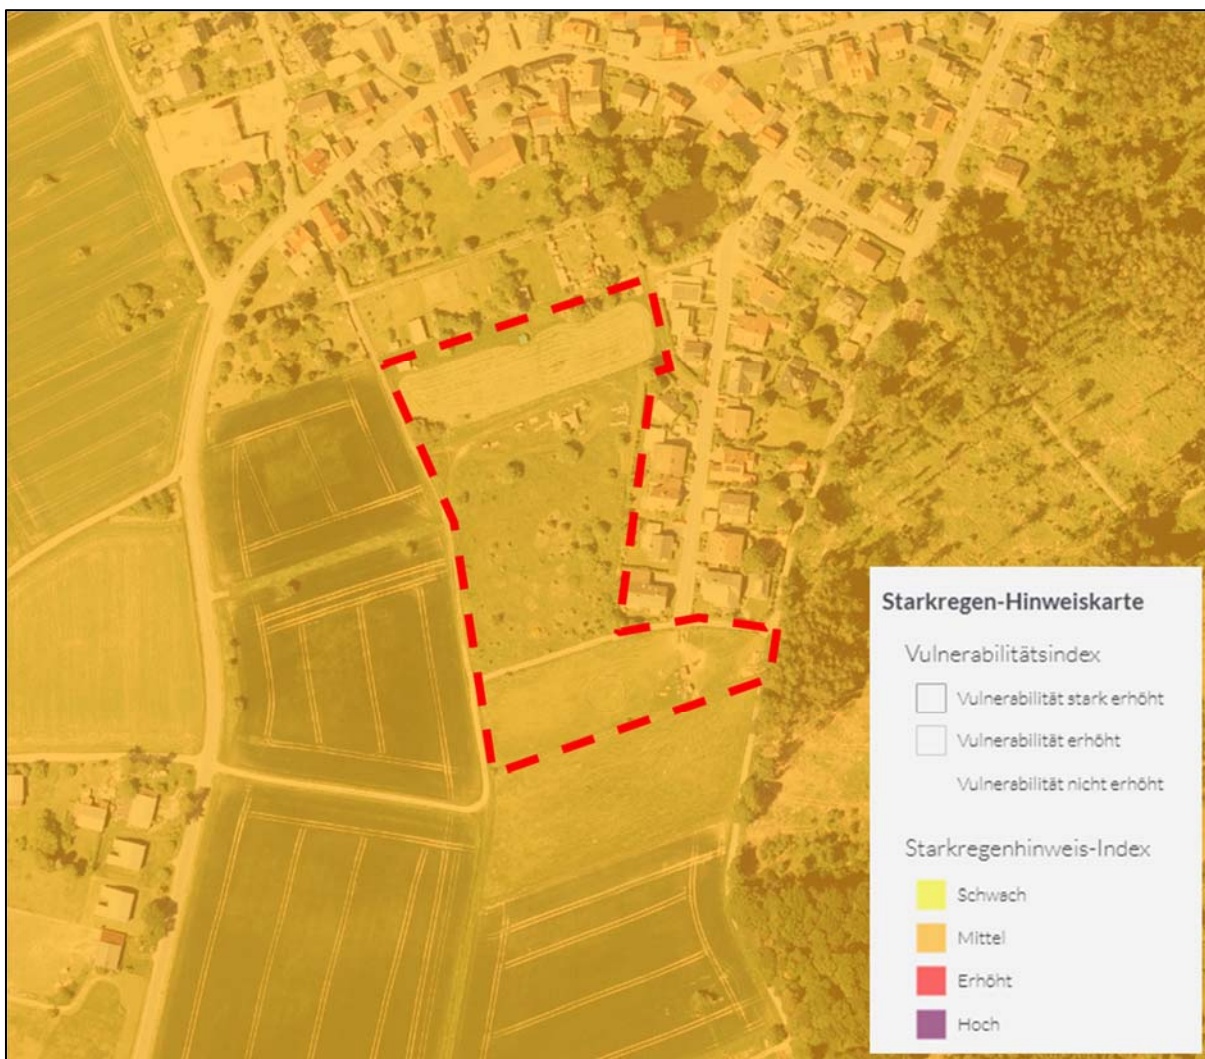 Starkregen-Hinweiskarte
Vulnerabilitätsindex
Vulnerabilität stark erhöht
Vulnerabilität erhöht
Vulnerabilität nicht erhöht
Starkregenhinweis-Index
Schwach
Mittel
Erhöht
Hoch